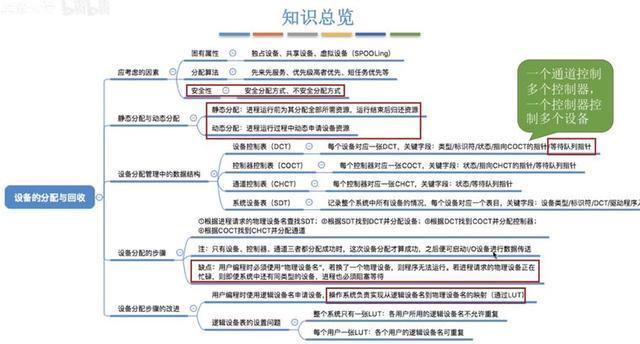 知识总览
固有属性
独占设备、共享设备、虚拟设备（SPOOLing）
应考虑的因素
分配算法
先来先服务、优先级高者优先、短任务优先等
安全性
安全分配方式、不安全分配方式
一个通道控制
多个控制器，
一个控制器控
制多个设备
静态分配与动态分配
静态分配：进程运行前为其分配全部所需资源，运行结束后归还资源
动态分配：进程运行过程中动态申请设备资源
设备的分配与回收
设备分配管理中的数据结构
设备控制表（DCT）
每个设备对应一张DCT，关键字段：类型/标识符/状态/指向COCT的指针/等待队列指针
控制器控制表（COCT）
每个控制器对应一张COCT，关键字段：状态/指向CHCT的指针/等待队列指针
通道控制表（CHCT）
每个控制器对应一张CHCT，关键字段：状态/等待队列指针
系统设备表（SDT）
记录整个系统中所有设备的情况，每个设备对应一个表目，关键字段：设备类型/标识符/DCT/驱动程序入
设备分配的步骤
①根据进程请求的物理设备名查找SDT；②根据SDT找到DCT并分配设备；③根据DCT找到COCT并分配控制器；
④根据COCT找到CHCT并分配通道
注：只有设备、控制器、通道三者都分配成功时，这次设备分配才算成功，之后便可启动I/O设备进行数据传送
缺点：用户编程时必须使用“物理设备名”，若换了一个物理设备，则程序无法运行。若进程请求的物理设备正在
忙碌，则即使系统中还有同类型的设备，进程也必须阻塞等待
设备分配步骤的改进
用户编程时使用逻辑设备名申请设备，操作系统负责实现从逻辑设备名到物理设备名的映射（通过LUT）
逻辑设备表的设置问题
整个系统只有一张LUT：各用户所用的逻辑设备名不允许重复
每个用户一张LUT：各个用户的逻辑设备名可重复